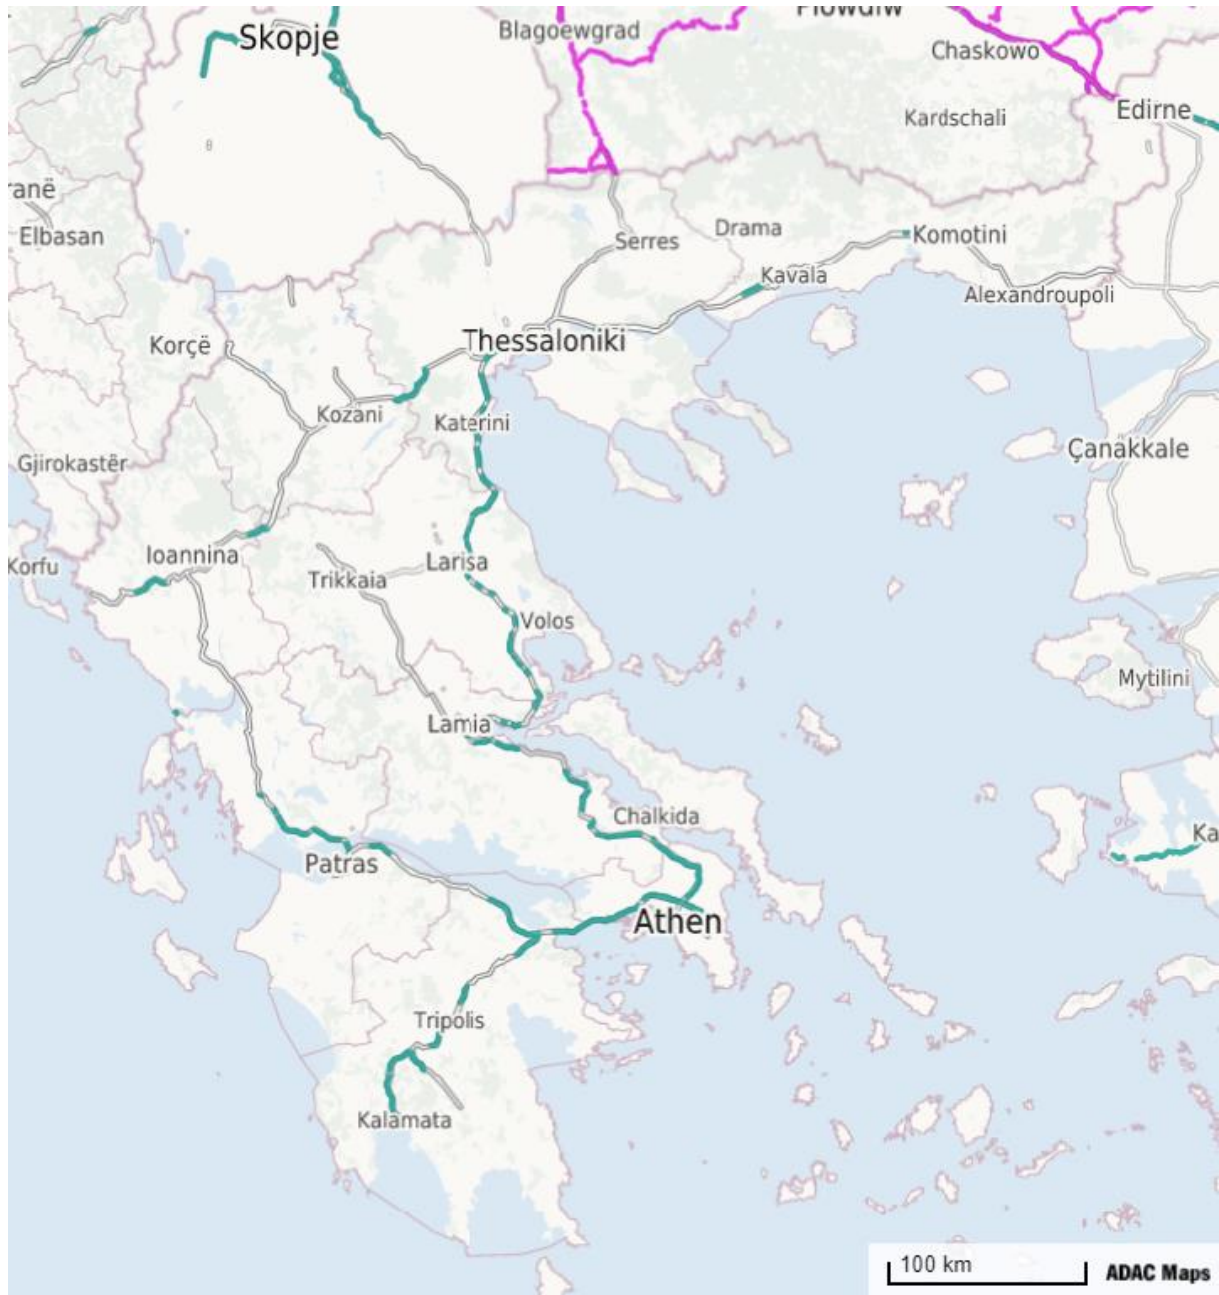 Plowdiw
Skopje
Blagoewgrad
Chaskowo
Edirne
Kardschali
ranë
Elbasan
Serres
Drama
Komotini
Kavala
Alexandroupoli
Thessaloniki
Korçë
Kozani
Katerini
Çanakkale
Gjirokastër
Ioannina
Korfu
Larisa
Trikkaia
Volos
Mytilini
Lamia
Chalkida
Ka
Patras
Athen
Tripolis
Kalamata
100 km
ADAC Maps